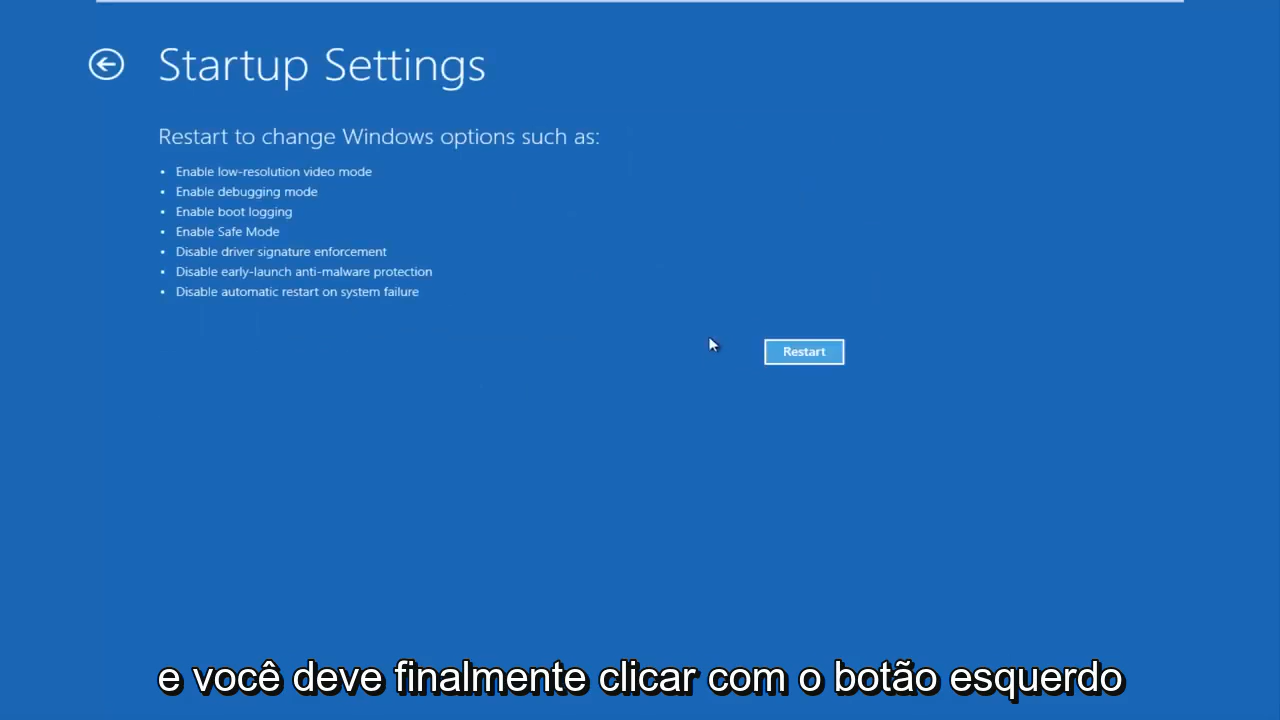 Startup Settings
Restart to change Windows options such as:
• Enable low-resolution video mode
• Enable debugging mode
• Enable boot logging
• Enable Safe Mode
• Disable driver signature enforcement
• Disable early-launch anti-malware protection
• Disable automatic restart on system failure
Restart
e você deve finalmente clicar com o botão esquerdo